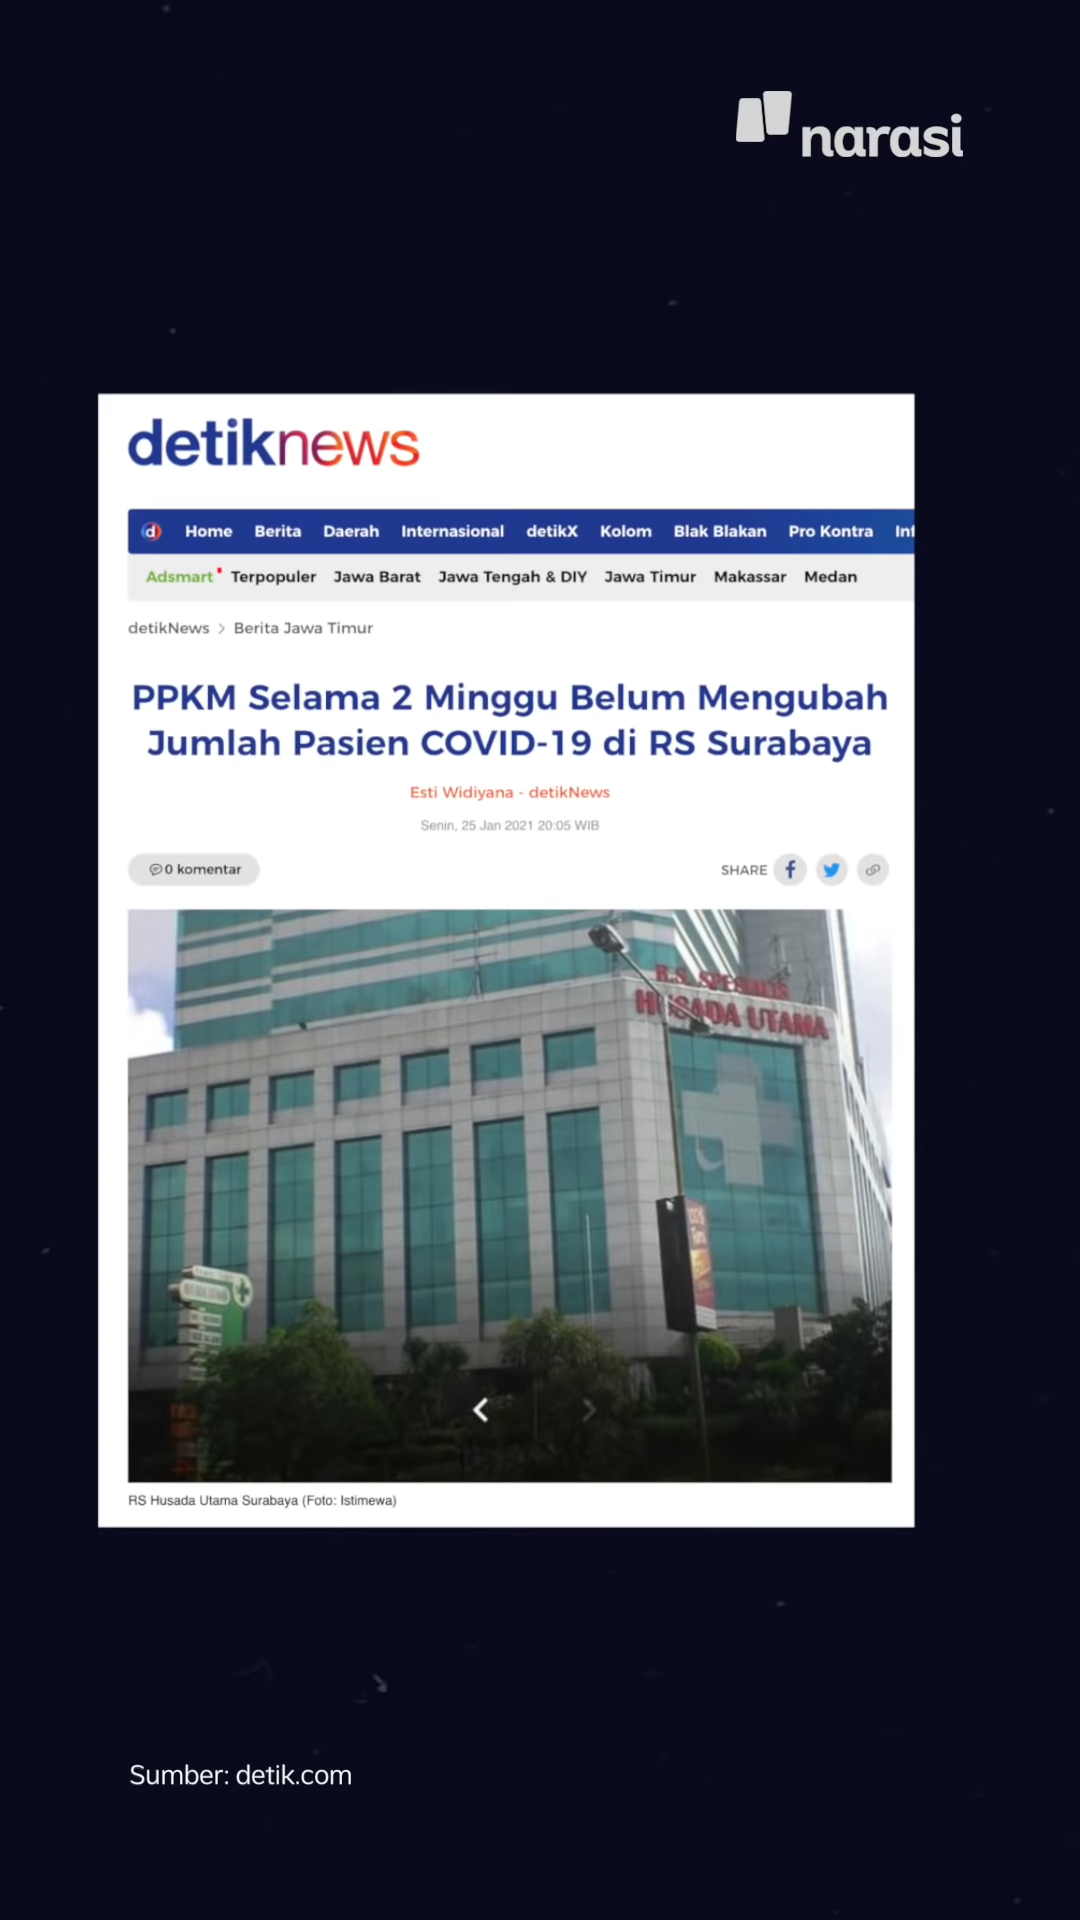 narasi
detiknews
d Home Berita Daerah Internasional detikX Kolom Blak Blakan Pro Kontra Inf
Adsmart Terpopuler Jawa Barat Jawa Tengah & DIY Jawa Timur Makassar Medan
detikNews > Berita Jawa Timur
PPKM Selama 2 Minggu Belum Mengubah
Jumlah Pasien COVID-19 di RS Surabaya
Esti Widiyana - detikNews
Senin, 25 Jan 2021 20:05 WIB
0 komentar
SHARE
R.S. SPESIALIS
HUSADA UTAMA
RS Husada Utama Surabaya (Foto: Istimewa)
Sumber: detik.com